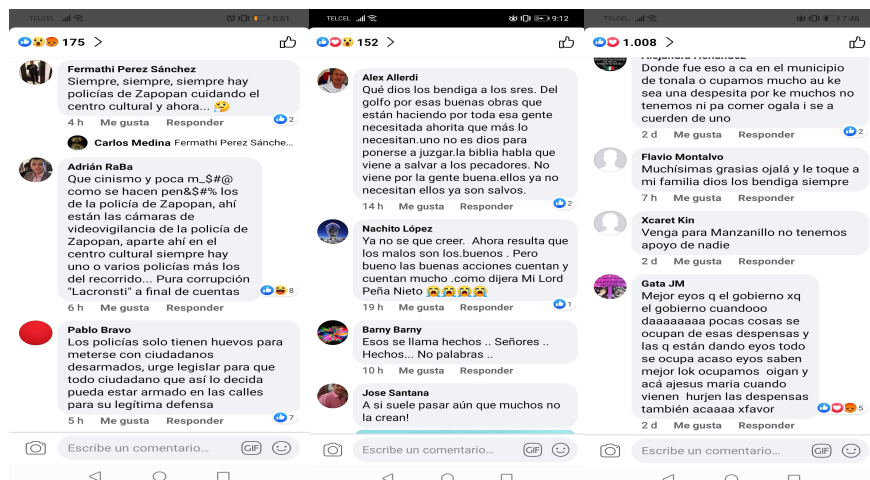 TELCEL 5:51
175 >
Fermathi Perez Sánchez
Siempre, siempre, siempre hay
policías de Zapopan cuidando el
centro cultural y ahora... 🤔
4 h Me gusta Responder 2
Carlos Medina Fermathi Perez Sánche...
Adrián RaBa
Que cinismo y poca m_$#@
como se hacen pen&$#% los
de la policía de Zapopan, ahí
están las cámaras de
videovigilancia de la policía de
Zapopan, aparte ahí en el
centro cultural siempre hay
uno o varios policías más los
del recorrido... Pura corrupción
"Lacronsti" a final de cuentas
8
6 h Me gusta Responder
Pablo Bravo
Los policías solo tienen huevos para
meterse con ciudadanos
desarmados, urge legislar para que
todo ciudadano que así lo decida
pueda estar armado en las calles
para su legítima defensa
7
5 h Me gusta Responder
Escribe un comentario... GIF
TELCEL 9:12
152 >
Alex Allerdi
Qué dios los bendiga a los sres. Del
golfo por esas buenas obras que
están haciendo por toda esa gente
necesitada ahorita que más lo
necesitan.uno no es dios para
ponerse a juzgar.la biblia habla que
viene a salvar a los pecadores. No
viene por la gente buena.ellos ya no
necesitan ellos ya son salvos.
2
14 h Me gusta Responder
Nachito López
Ya no se que creer. Ahora resulta que
los malos son los.buenos . Pero
bueno las buenas acciones cuentan y
cuentan mucho .como dijera Mi Lord
Peña Nieto 😭😭😭😭
1
19 h Me gusta Responder
Barny Barny
Esos se llama hechos .. Señores ..
Hechos... No palabras ..
10 h Me gusta Responder
Jose Santana
A si suele pasar aún que muchos no
la crean!
Escribe un comentario... GIF
TELCEL 7:48
1.008 >
Alejandra Hernández
Donde fue eso a ca en el municipio
de tonala o cupamos mucho au ke
sea una despesita por ke muchos no
tenemos ni pa comer ogala i se a
cuerden de uno
2
2 d Me gusta Responder
Flavio Montalvo
Muchísimas grasias ojalá y le toque a
mi familia dios los bendiga siempre
7 h Me gusta Responder
Xcaret Kin
Venga para Manzanillo no tenemos
apoyo de nadie
2 d Me gusta Responder
Gata JM
Mejor eyos q el gobierno xq
el gobierno cuandooo
daaaaaaaa pocas cosas se
ocupan de esas despensas y
las q están dando eyos todo
se ocupa acaso eyos saben
mejor lok ocupamos oigan y
acá ajesus maria cuando
vienen hurjen las despensas
también acaaaa xfavor
5
2 d Me gusta Responder
Escribe un comentario... GIF